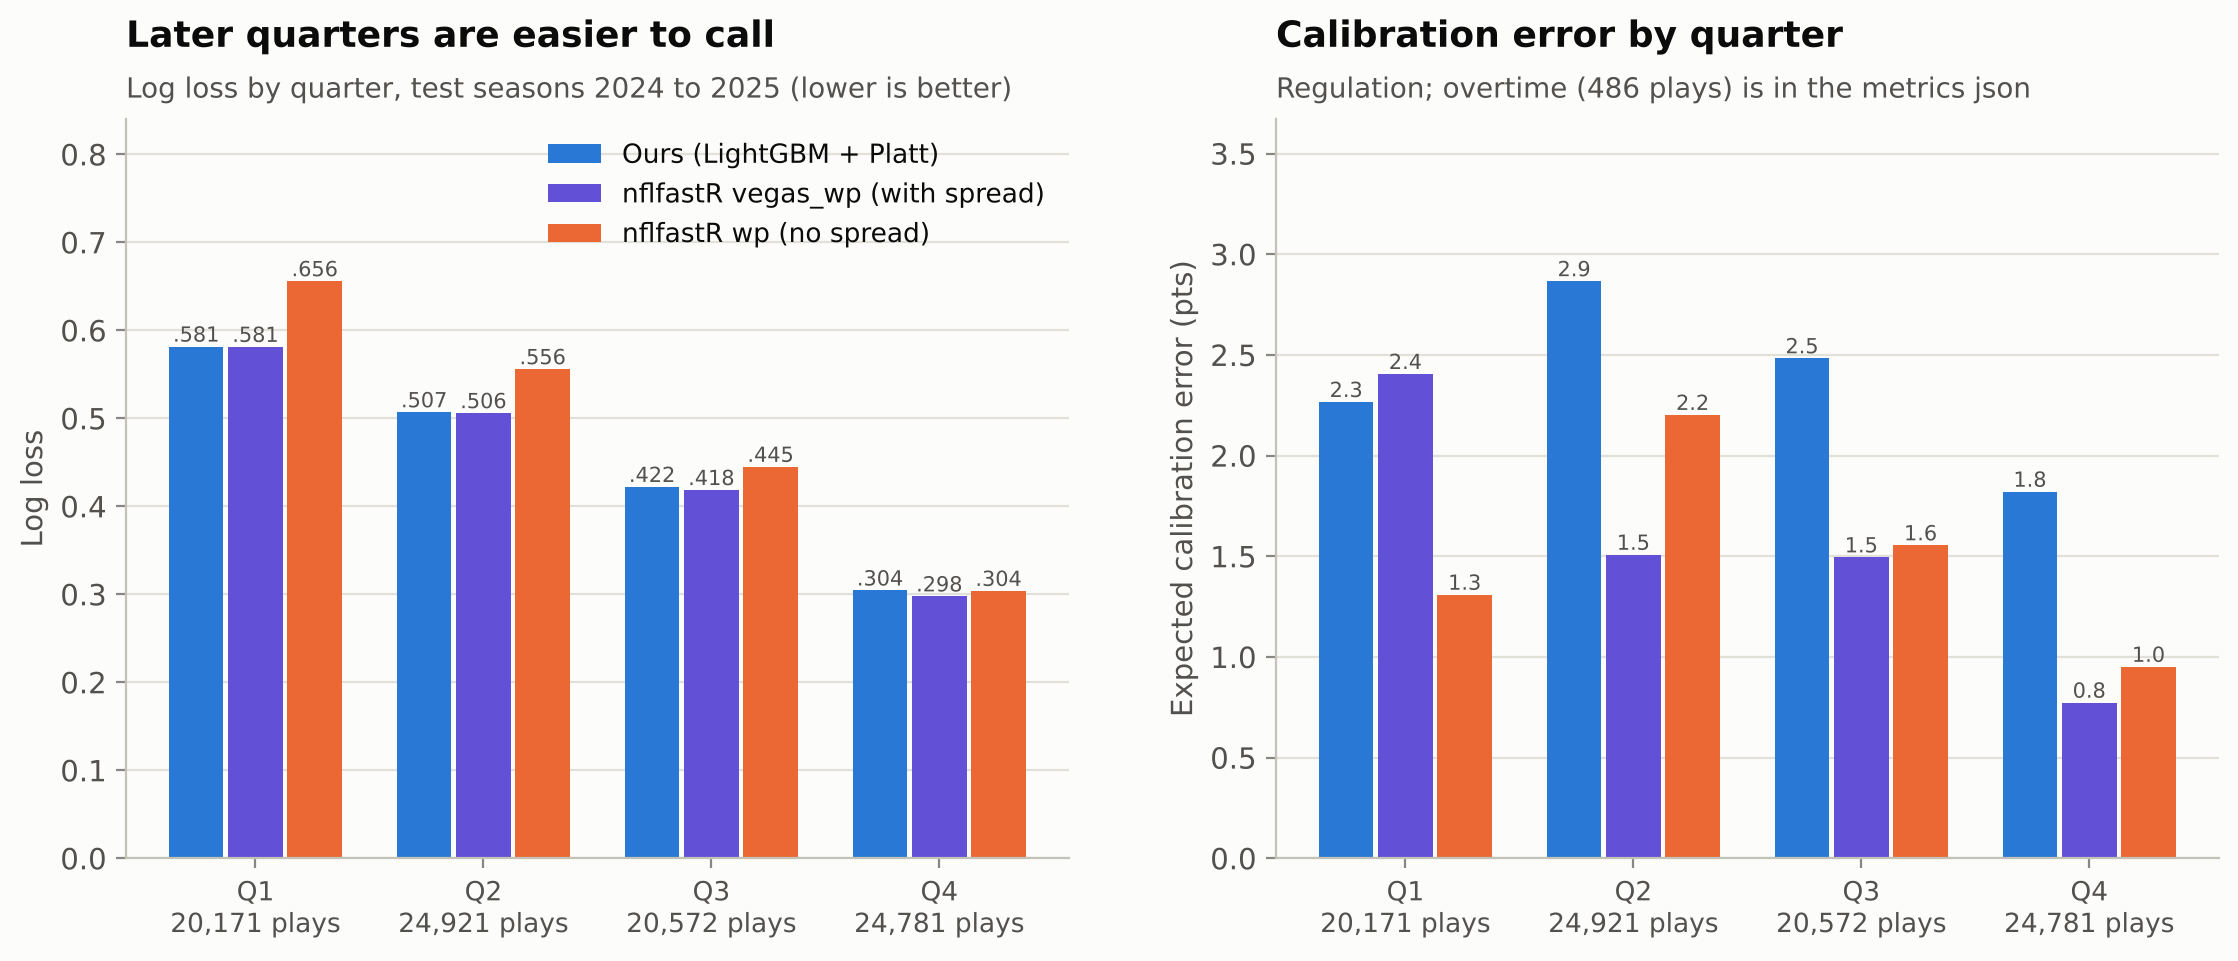 Later quarters are easier to call
Log loss by quarter, test seasons 2024 to 2025 (lower is better)
Ours (LightGBM + Platt)
nflfastR vegas_wp (with spread)
nflfastR wp (no spread)
Log loss
0.8
0.7
0.6
0.5
0.4
0.3
0.2
0.1
0.0
.581 .581 .656
.507 .506 .556
.422 .418 .445
.304 .298 .304
Q1 Q2 Q3 Q4
20,171 plays 24,921 plays 20,572 plays 24,781 plays
Calibration error by quarter
Regulation; overtime (486 plays) is in the metrics json
Expected calibration error (pts)
3.5
3.0
2.5
2.0
1.5
1.0
0.5
0.0
2.3 2.4 1.3
2.9 1.5 2.2
2.5 1.5 1.6
1.8 0.8 1.0
Q1 Q2 Q3 Q4
20,171 plays 24,921 plays 20,572 plays 24,781 plays